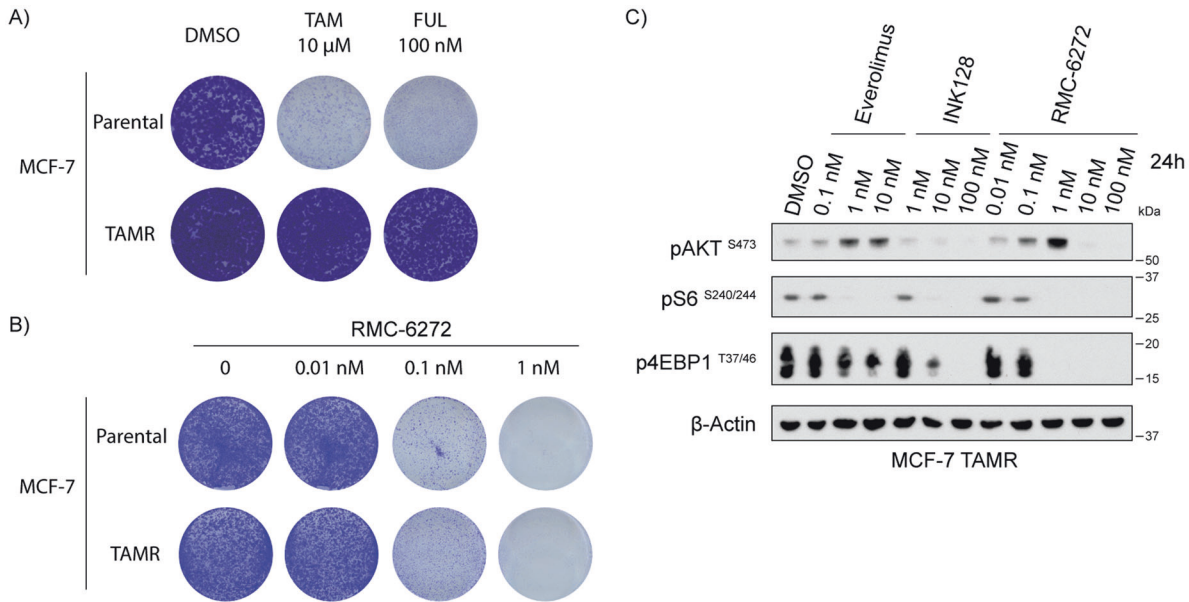 A)
DMSO
TAM
10 µM
FUL
100 nM
MCF-7
Parental
TAMR
B)
RMC-6272
0
0.01 nM
0.1 nM
1 nM
MCF-7
Parental
TAMR
C)
Everolimus
INK128
RMC-6272
DMSO
0.1 nM
1 nM
10 nM
1 nM
10 nM
100 nM
0.01 nM
0.1 nM
1 nM
10 nM
100 nM
24h
kDa
pAKT S473
50
pS6 S240/244
37
25
p4EBP1 T37/46
20
15
β-Actin
37
MCF-7 TAMR